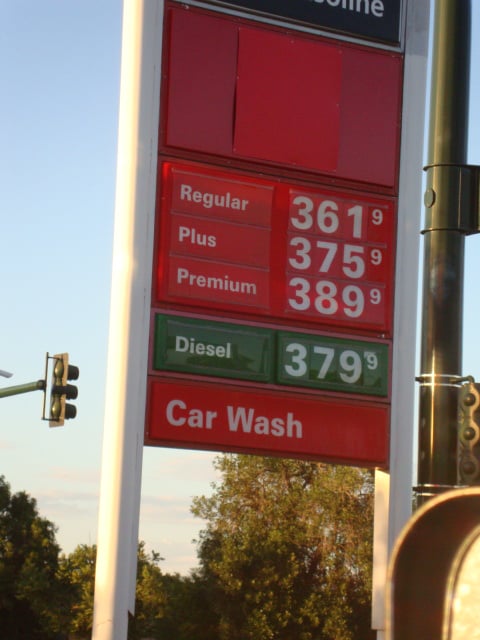 Regular 361 9
Plus 375 9
Premium 389 9
Diesel 379 9
Car Wash